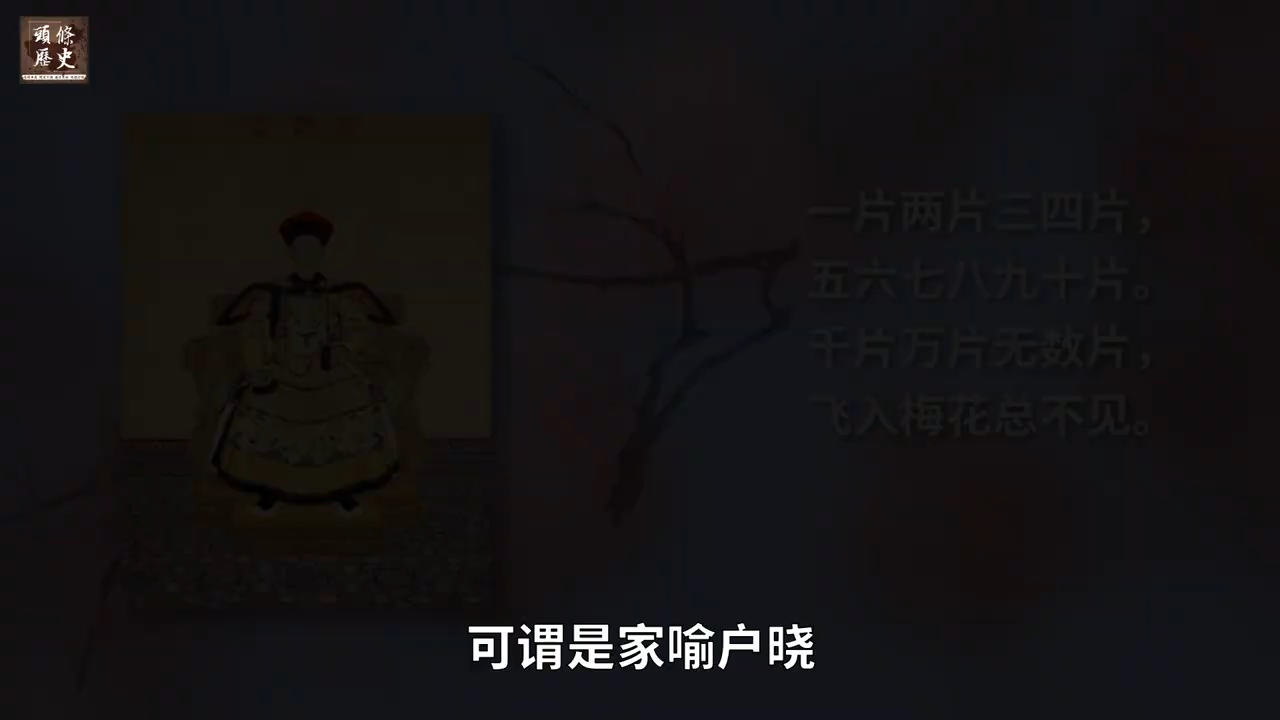 頭條
歷史
一片两片三四片，
五六七八九十片。
千片万片无数片，
飞入梅花总不见。
可谓是家喻户晓